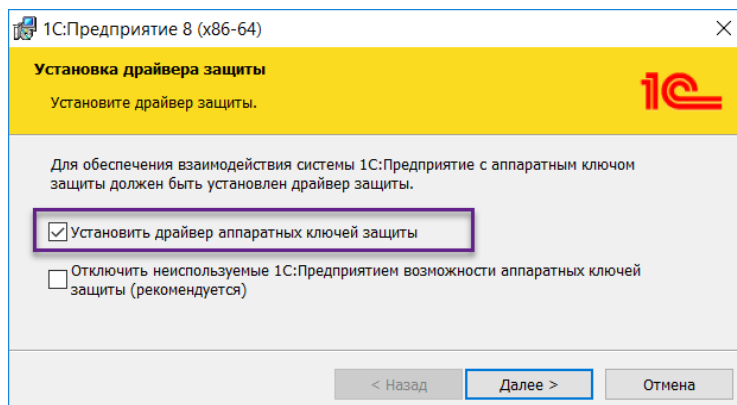 1С:Предприятие 8 (x86-64)
Установка драйвера защиты
Установите драйвер защиты.
1С
Для обеспечения взаимодействия системы 1С:Предприятие с аппаратным ключом
защиты должен быть установлен драйвер защиты.
Установить драйвер аппаратных ключей защиты
Отключить неиспользуемые 1С:Предприятием возможности аппаратных ключей
защиты (рекомендуется)
< Назад
Далее >
Отмена